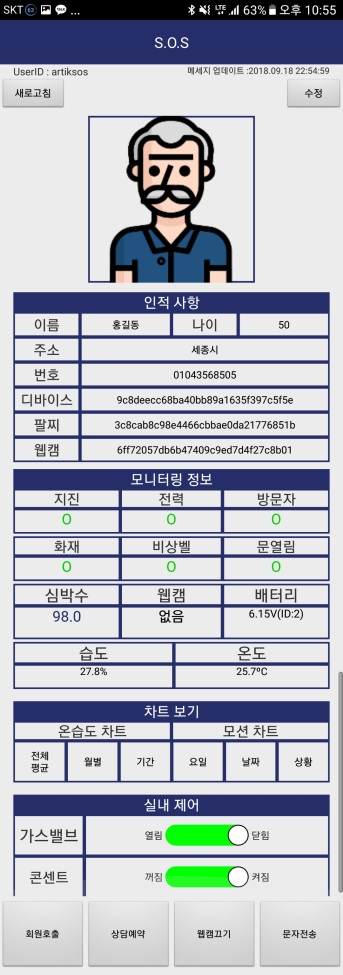 SKT 63 ... LTE 63% 오후 10:55
S.O.S
UserID : artiksos 메세지 업데이트 :2018.09.18 22:54:59
새로고침 수정
인적 사항
이름 홍길동 나이 50
주소 세종시
번호 01043568505
디바이스 9c8deecc68ba40bb89a1635f397c5f5e
팔찌 3c8cab8c98e4466cbbae0da21776851b
웹캠 6ff72057db6b47409c9ed7d4f27c8b01
모니터링 정보
지진 전력 방문자
O O O
화재 비상벨 문열림
O O O
심박수 웹캠 배터리
98.0 없음 6.15V(ID:2)
습도 온도
27.8% 25.7ºC
차트 보기
온습도 차트 모션 차트
전체 평균 월별 기간 요일 날짜 상황
실내 제어
가스밸브 열림 닫힘
콘센트 꺼짐 켜짐
회원호출 상담예약 웹캠끄기 문자전송